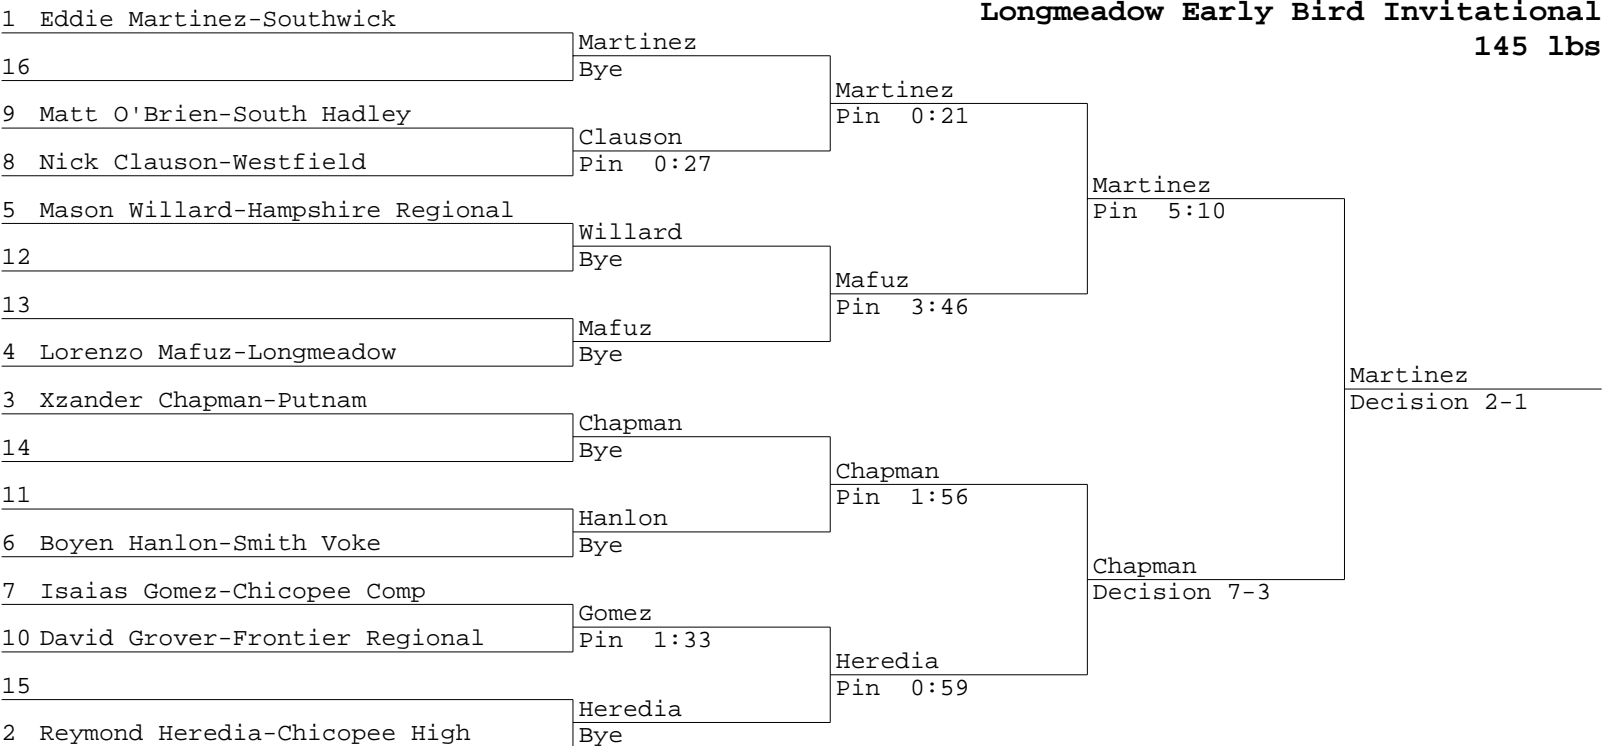 Longmeadow Early Bird Invitational
145 lbs
1 Eddie Martinez-Southwick
16
9 Matt O'Brien-South Hadley
8 Nick Clauson-Westfield
5 Mason Willard-Hampshire Regional
12
13
4 Lorenzo Mafuz-Longmeadow
3 Xzander Chapman-Putnam
14
11
6 Boyen Hanlon-Smith Voke
7 Isaias Gomez-Chicopee Comp
10 David Grover-Frontier Regional
15
2 Reymond Heredia-Chicopee High
Martinez
Bye
Clauson
Pin 0:27
Willard
Bye
Mafuz
Bye
Chapman
Bye
Hanlon
Bye
Gomez
Pin 1:33
Heredia
Bye
Martinez
Pin 0:21
Mafuz
Pin 3:46
Chapman
Pin 1:56
Heredia
Pin 0:59
Martinez
Pin 5:10
Chapman
Decision 7-3
Martinez
Decision 2-1